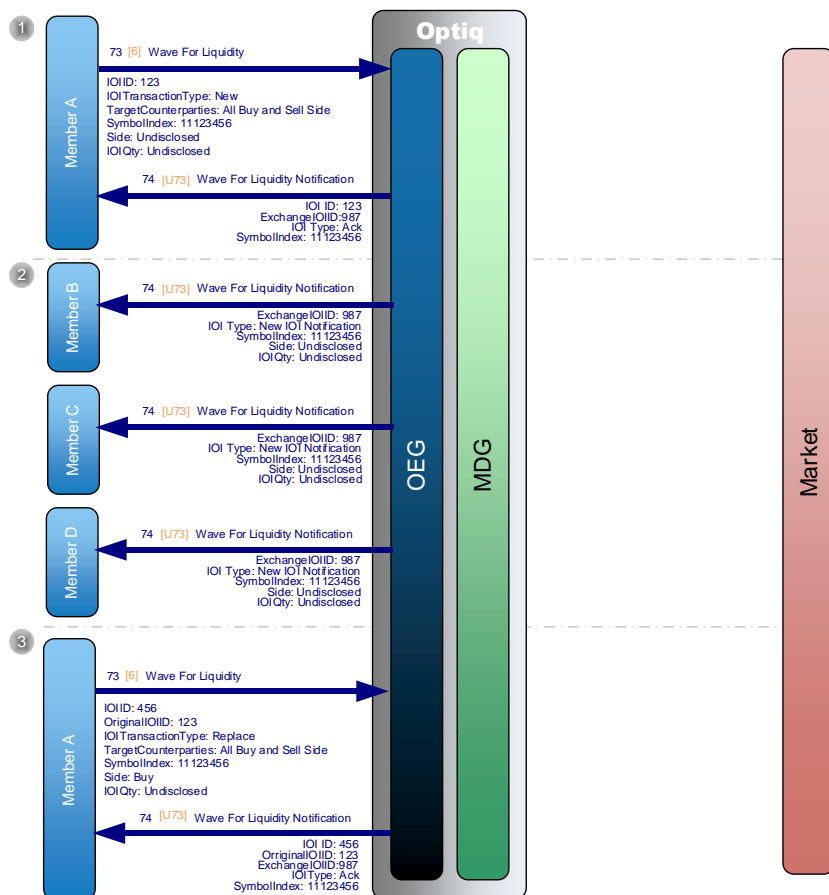 1
Optiq
73 [6] Wave For Liquidity
IOIID: 123
IOITransactionType: New
TargetCounterparties: All Buy and Sell Side
SymbolIndex: 11123456
Side: Undisclosed
IOIQty: Undisclosed
Member A
74 [U73] Wave For Liquidity Notification
IOI ID: 123
ExchangeIOIID:987
IOI Type: Ack
SymbolIndex: 11123456
2
Member B
74 [U73] Wave For Liquidity Notification
ExchangeIOIID: 987
IOI Type: New IOI Notification
SymbolIndex: 11123456
Side: Undisclosed
IOIQty: Undisclosed
Member C
74 [U73] Wave For Liquidity Notification
ExchangeIOIID: 987
IOI Type: New IOI Notification
SymbolIndex: 11123456
Side: Undisclosed
IOIQty: Undisclosed
OEG
MDG
Market
Member D
74 [U73] Wave For Liquidity Notification
ExchangeIOIID: 987
IOI Type: New IOI Notification
SymbolIndex: 11123456
Side: Undisclosed
IOIQty: Undisclosed
3
73 [6] Wave For Liquidity
IOIID: 456
OriginalIOIID: 123
IOITransactionType: Replace
TargetCounterparties: All Buy and Sell Side
SymbolIndex: 11123456
Side: Buy
IOIQty: Undisclosed
Member A
74 [U73] Wave For Liquidity Notification
IOI ID: 456
OrriginalIOIID: 123
ExchangeIOIID:987
IOIType: Ack
SymbolIndex: 11123456